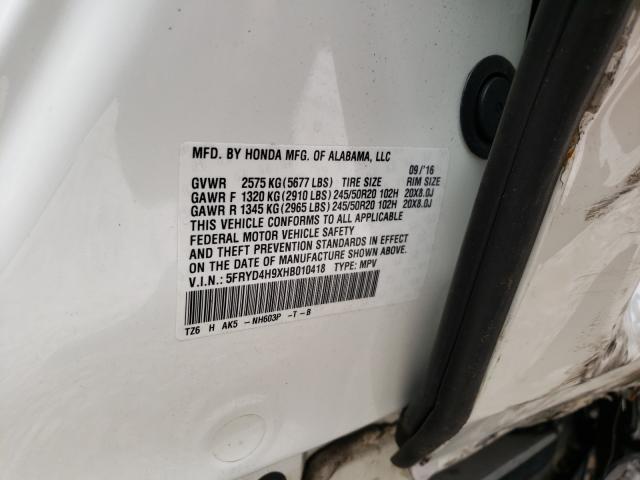 MFD. BY HONDA MFG. OF ALABAMA, LLC
09/'16
GVWR 2575 KG(5677 LBS) TIRE SIZE RIM SIZE
GAWR F 1320 KG(2910 LBS)245/50R20 102H 20X8.0J
GAWR R 1345 KG(2965 LBS)245/50R20 102H 20X8.0J
THIS VEHICLE CONFORMS TO ALL APPLICABLE
FEDERAL MOTOR VEHICLE SAFETY
AND THEFT PREVENTION STANDARDS IN EFFECT
ON THE DATE OF MANUFACTURE SHOWN ABOVE.
V.I.N.: 5FRYD4H9XHB010418 TYPE: MPV
TZ6 H AK5 -NH603P -T-B